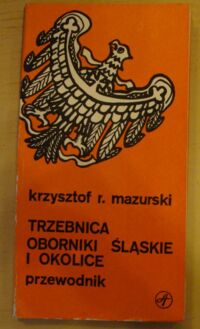 krzysztof r. mazurski
TRZEBNICA
OBORNIKI ŚLĄSKIE
I OKOLICE
przewodnik